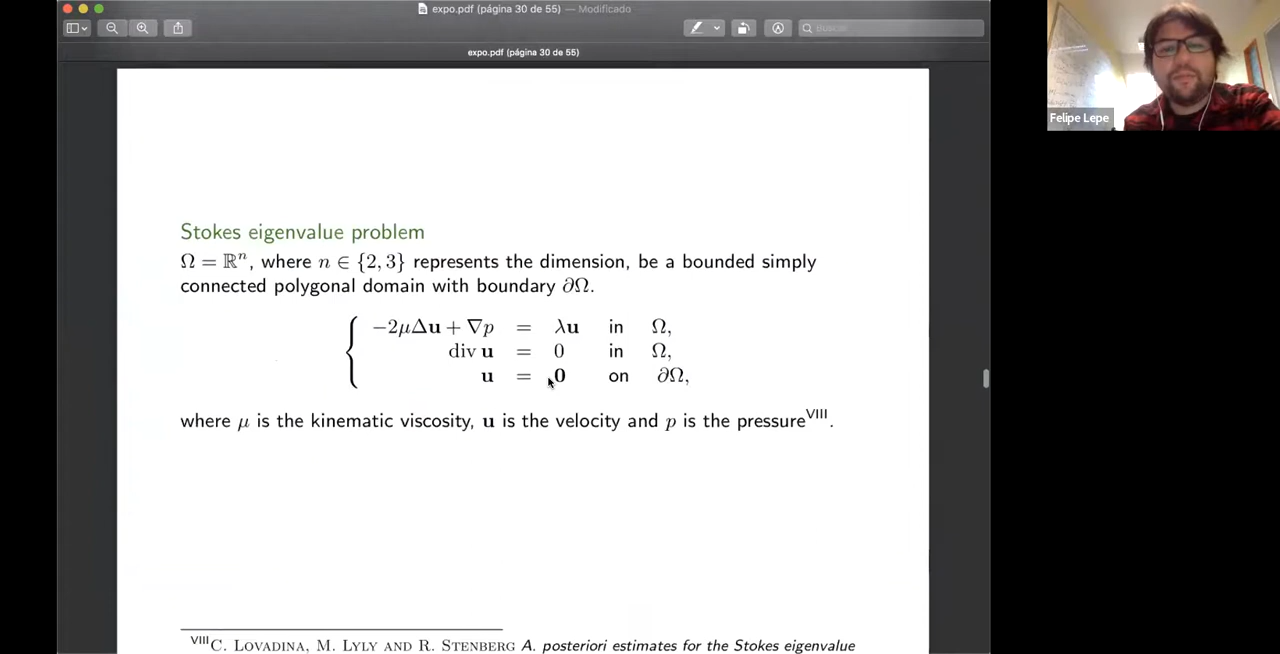 expo.pdf (página 30 de 55) — Modificado
Buscar
expo.pdf (página 30 de 55)
Felipe Lepe
Stokes eigenvalue problem
Ω = ℝⁿ, where n ∈ {2, 3} represents the dimension, be a bounded simply
connected polygonal domain with boundary ∂Ω.
−2μΔu + ∇p = λu in Ω,
div u = 0 in Ω,
u = 0 on ∂Ω,
where μ is the kinematic viscosity, u is the velocity and p is the pressure^VIII.
^VIII C. Lovadina, M. Lyly and R. Stenberg A. posteriori estimates for the Stokes eigenvalue